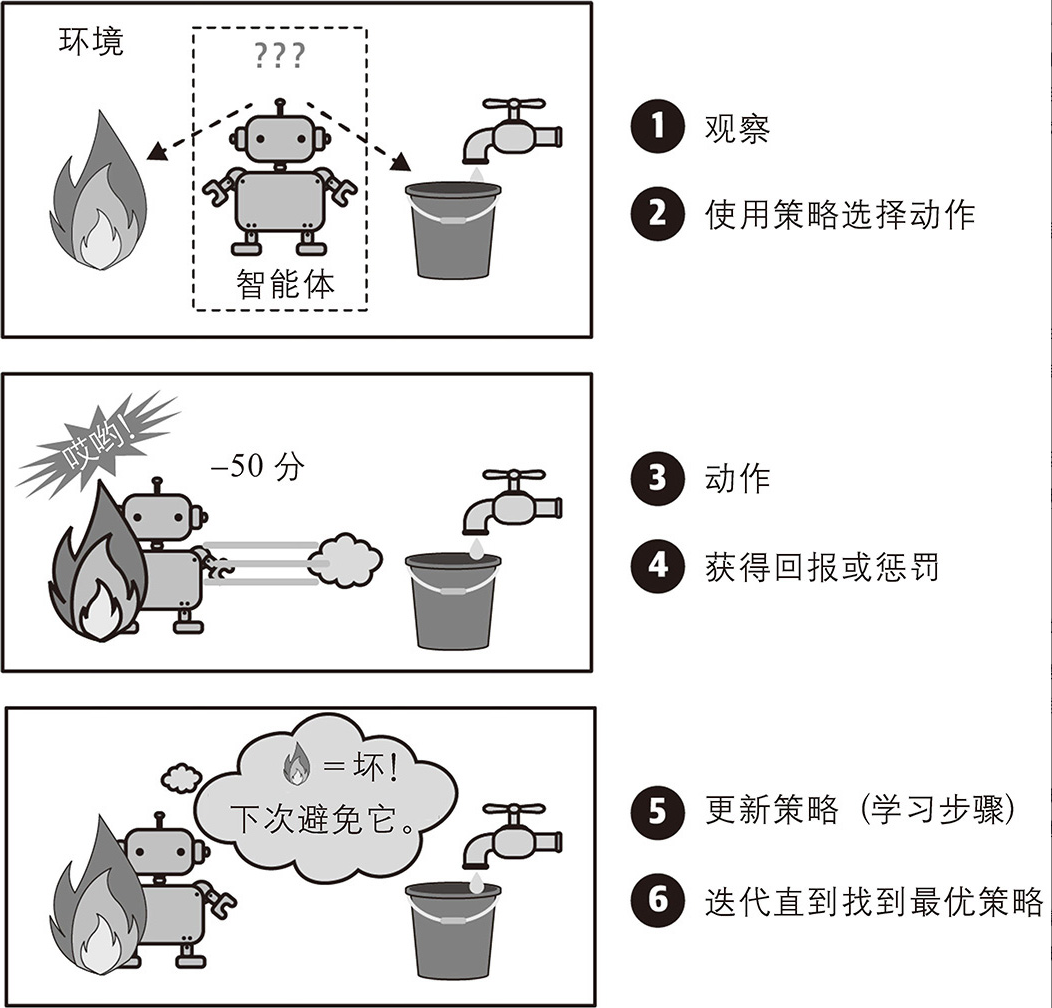 环境
???
智能体
1 观察
2 使用策略选择动作
哎哟!
–50 分
3 动作
4 获得回报或惩罚
= 坏!
下次避免它。
5 更新策略 (学习步骤)
6 迭代直到找到最优策略